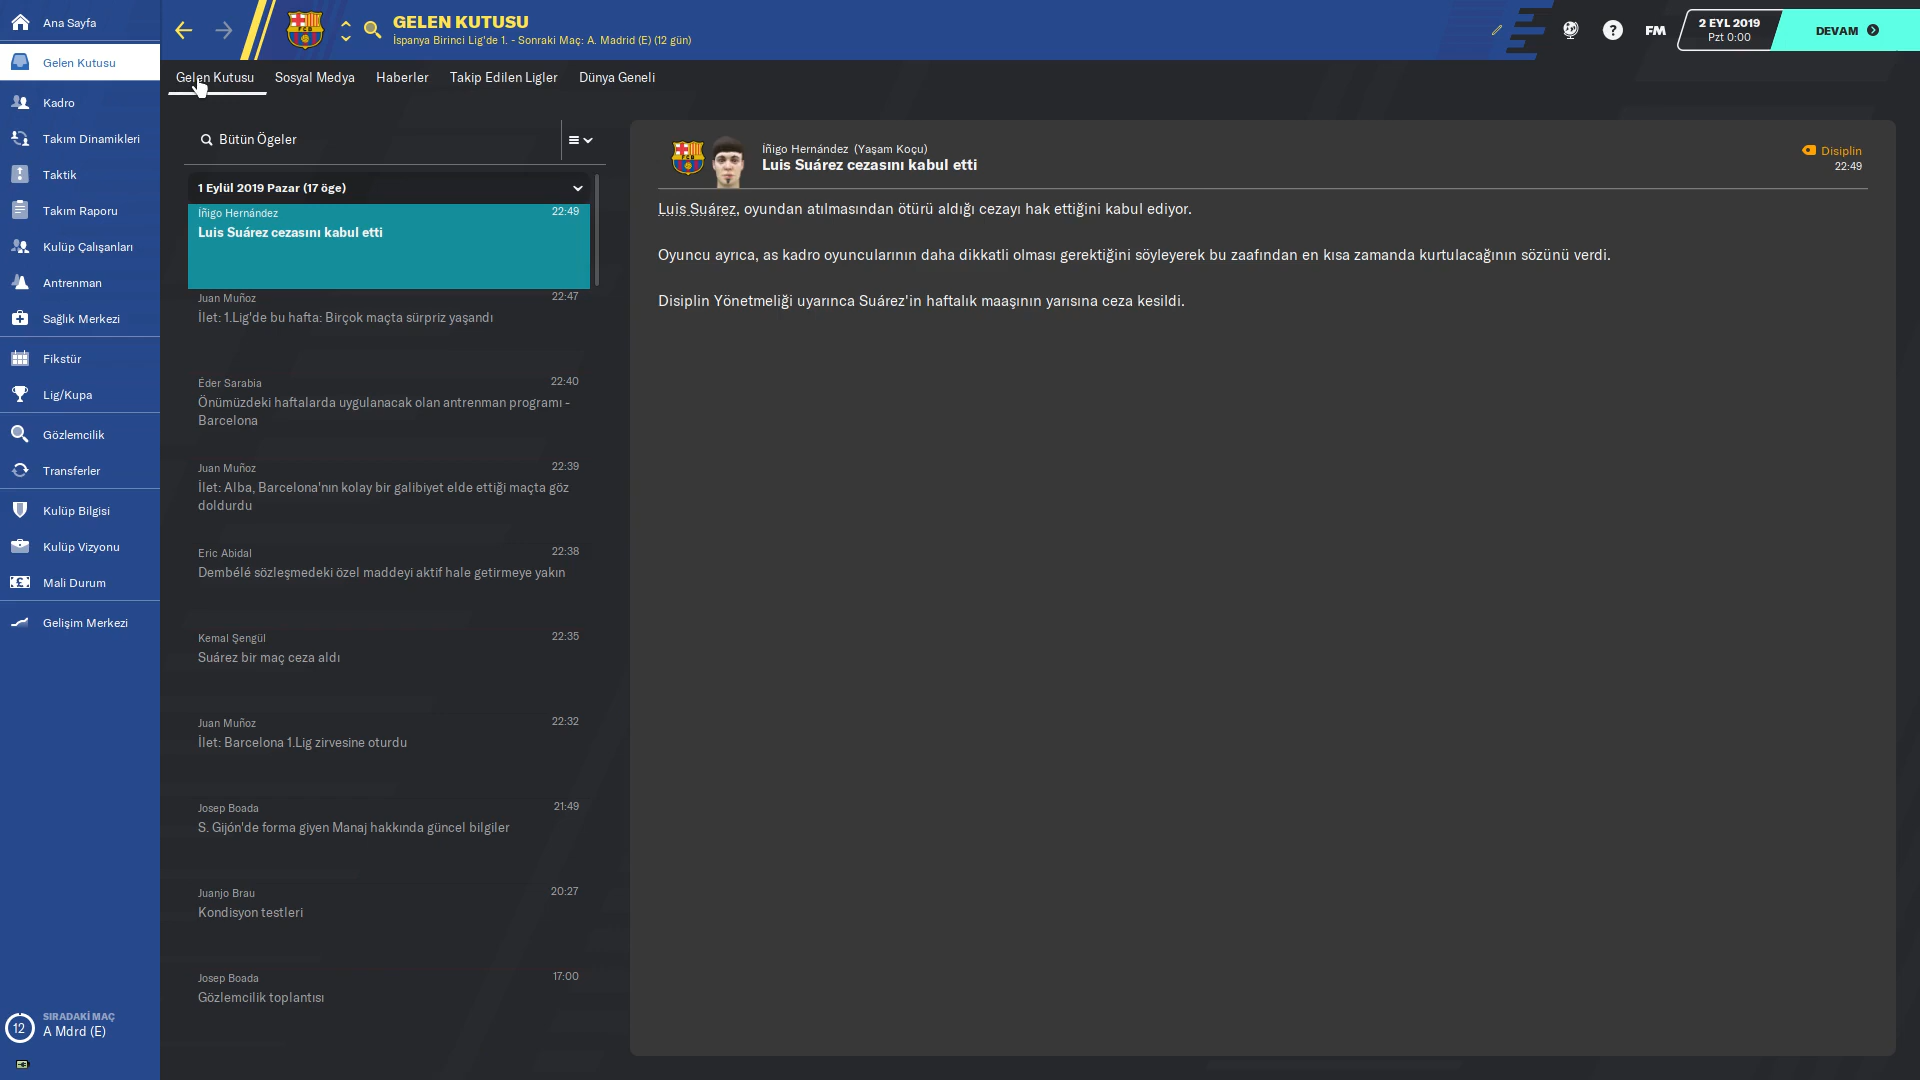 Ana Sayfa
Gelen Kutusu
Kadro
Takım Dinamikleri
Taktik
Takım Raporu
Kulüp Çalışanları
Antrenman
Sağlık Merkezi
Fikstür
Lig/Kupa
Gözlemcilik
Transferler
Kulüp Bilgisi
Kulüp Vizyonu
Mali Durum
Gelişim Merkezi
12
SIRADAKİ MAÇ
A Mdrd (E)
GELEN KUTUSU
İspanya Birinci Lig'de 1. - Sonraki Maç: A. Madrid (E) (12 gün)
FM
2 EYL 2019
Pzt 0:00
DEVAM
Gelen Kutusu
Sosyal Medya
Haberler
Takip Edilen Ligler
Dünya Geneli
Bütün Ögeler
1 Eylül 2019 Pazar (17 öge)
Íñigo Hernández 22:49
Luis Suárez cezasını kabul etti
Juan Muñoz 22:47
İlet: 1.Lig'de bu hafta: Birçok maçta sürpriz yaşandı
Éder Sarabia 22:40
Önümüzdeki haftalarda uygulanacak olan antrenman programı -
Barcelona
Juan Muñoz 22:39
İlet: Alba, Barcelona'nın kolay bir galibiyet elde ettiği maçta göz
doldurdu
Eric Abidal 22:38
Dembélé sözleşmedeki özel maddeyi aktif hale getirmeye yakın
Kemal Şengül 22:35
Suárez bir maç ceza aldı
Juan Muñoz 22:32
İlet: Barcelona 1.Lig zirvesine oturdu
Josep Boada 21:49
S. Gijón'de forma giyen Manaj hakkında güncel bilgiler
Juanjo Brau 20:27
Kondisyon testleri
Josep Boada 17:00
Gözlemcilik toplantısı
Íñigo Hernández (Yaşam Koçu)
Luis Suárez cezasını kabul etti
Disiplin
22:49
Luis Suárez, oyundan atılmasından ötürü aldığı cezayı hak ettiğini kabul ediyor.
Oyuncu ayrıca, as kadro oyuncularının daha dikkatli olması gerektiğini söyleyerek bu zaafından en kısa zamanda kurtulacağının sözünü verdi.
Disiplin Yönetmeliği uyarınca Suárez'in haftalık maaşının yarısına ceza kesildi.